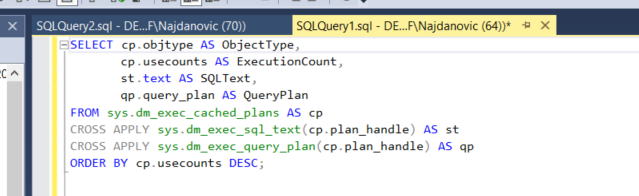 SQLQuery2.sql - DE...F\Najdanovic (70))
SQLQuery1.sql - DE...F\Najdanovic (64))*
SELECT cp.objtype AS ObjectType,
cp.usecounts AS ExecutionCount,
st.text AS SQLText,
qp.query_plan AS QueryPlan
FROM sys.dm_exec_cached_plans AS cp
CROSS APPLY sys.dm_exec_sql_text(cp.plan_handle) AS st
CROSS APPLY sys.dm_exec_query_plan(cp.plan_handle) AS qp
ORDER BY cp.usecounts DESC;